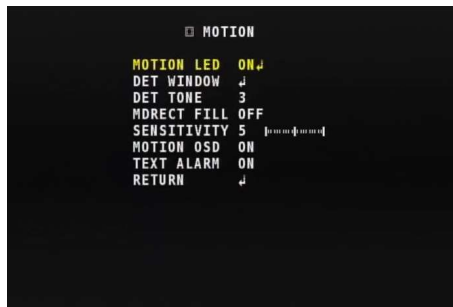 MOTION
MOTION LED ON↲
DET WINDOW ↲
DET TONE 3
MDRECT FILL OFF
SENSITIVITY 5
MOTION OSD ON
TEXT ALARM ON
RETURN ↲